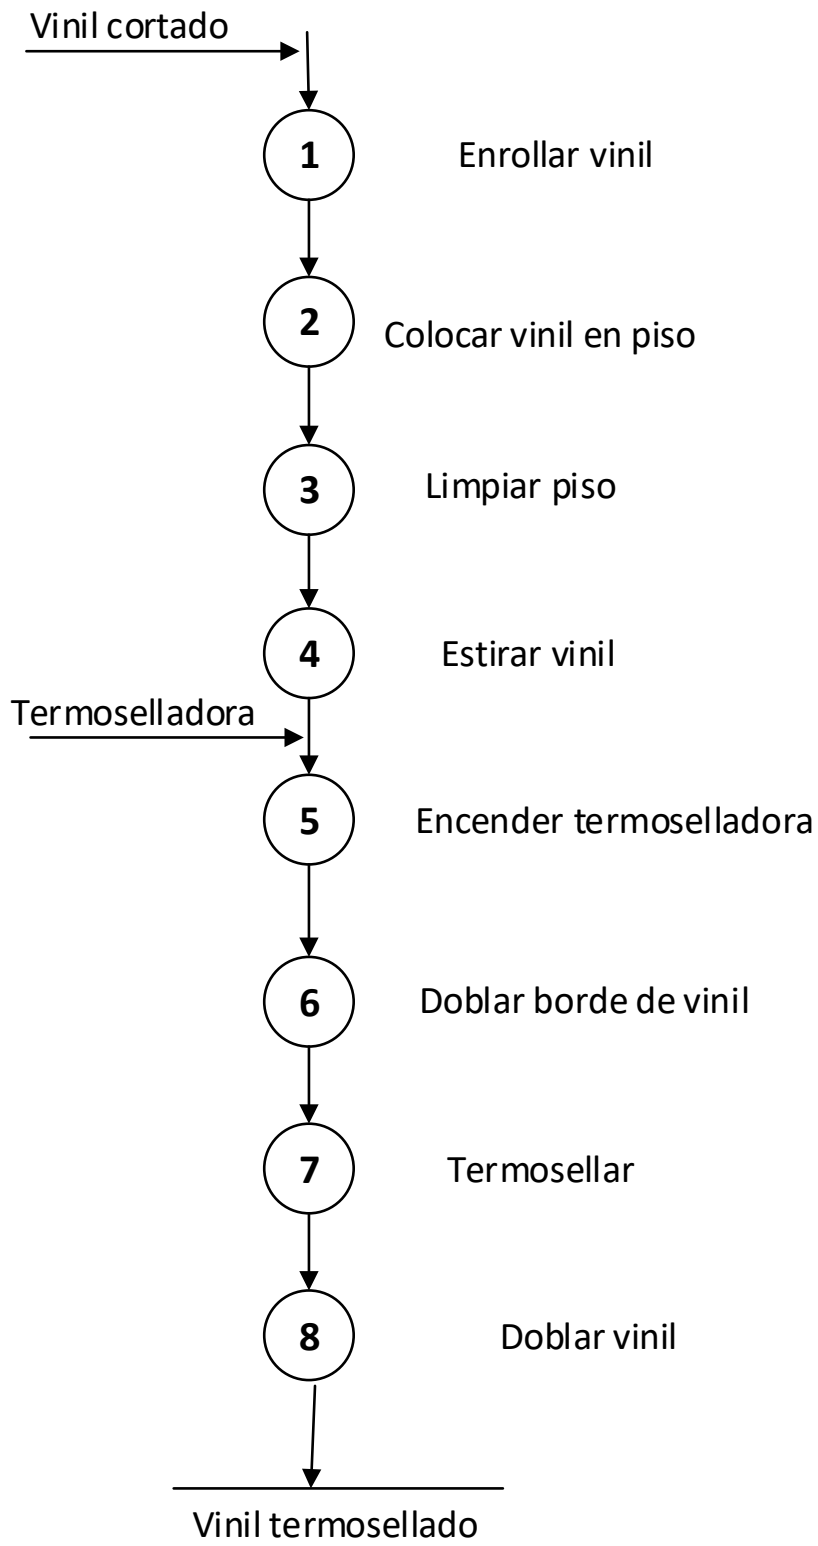 Vinil cortado
1
Enrollar vinil
2
Colocar vinil en piso
3
Limpiar piso
4
Estirar vinil
Termoselladora
5
Encender termoselladora
6
Doblar borde de vinil
7
Termosellar
8
Doblar vinil
Vinil termosellado